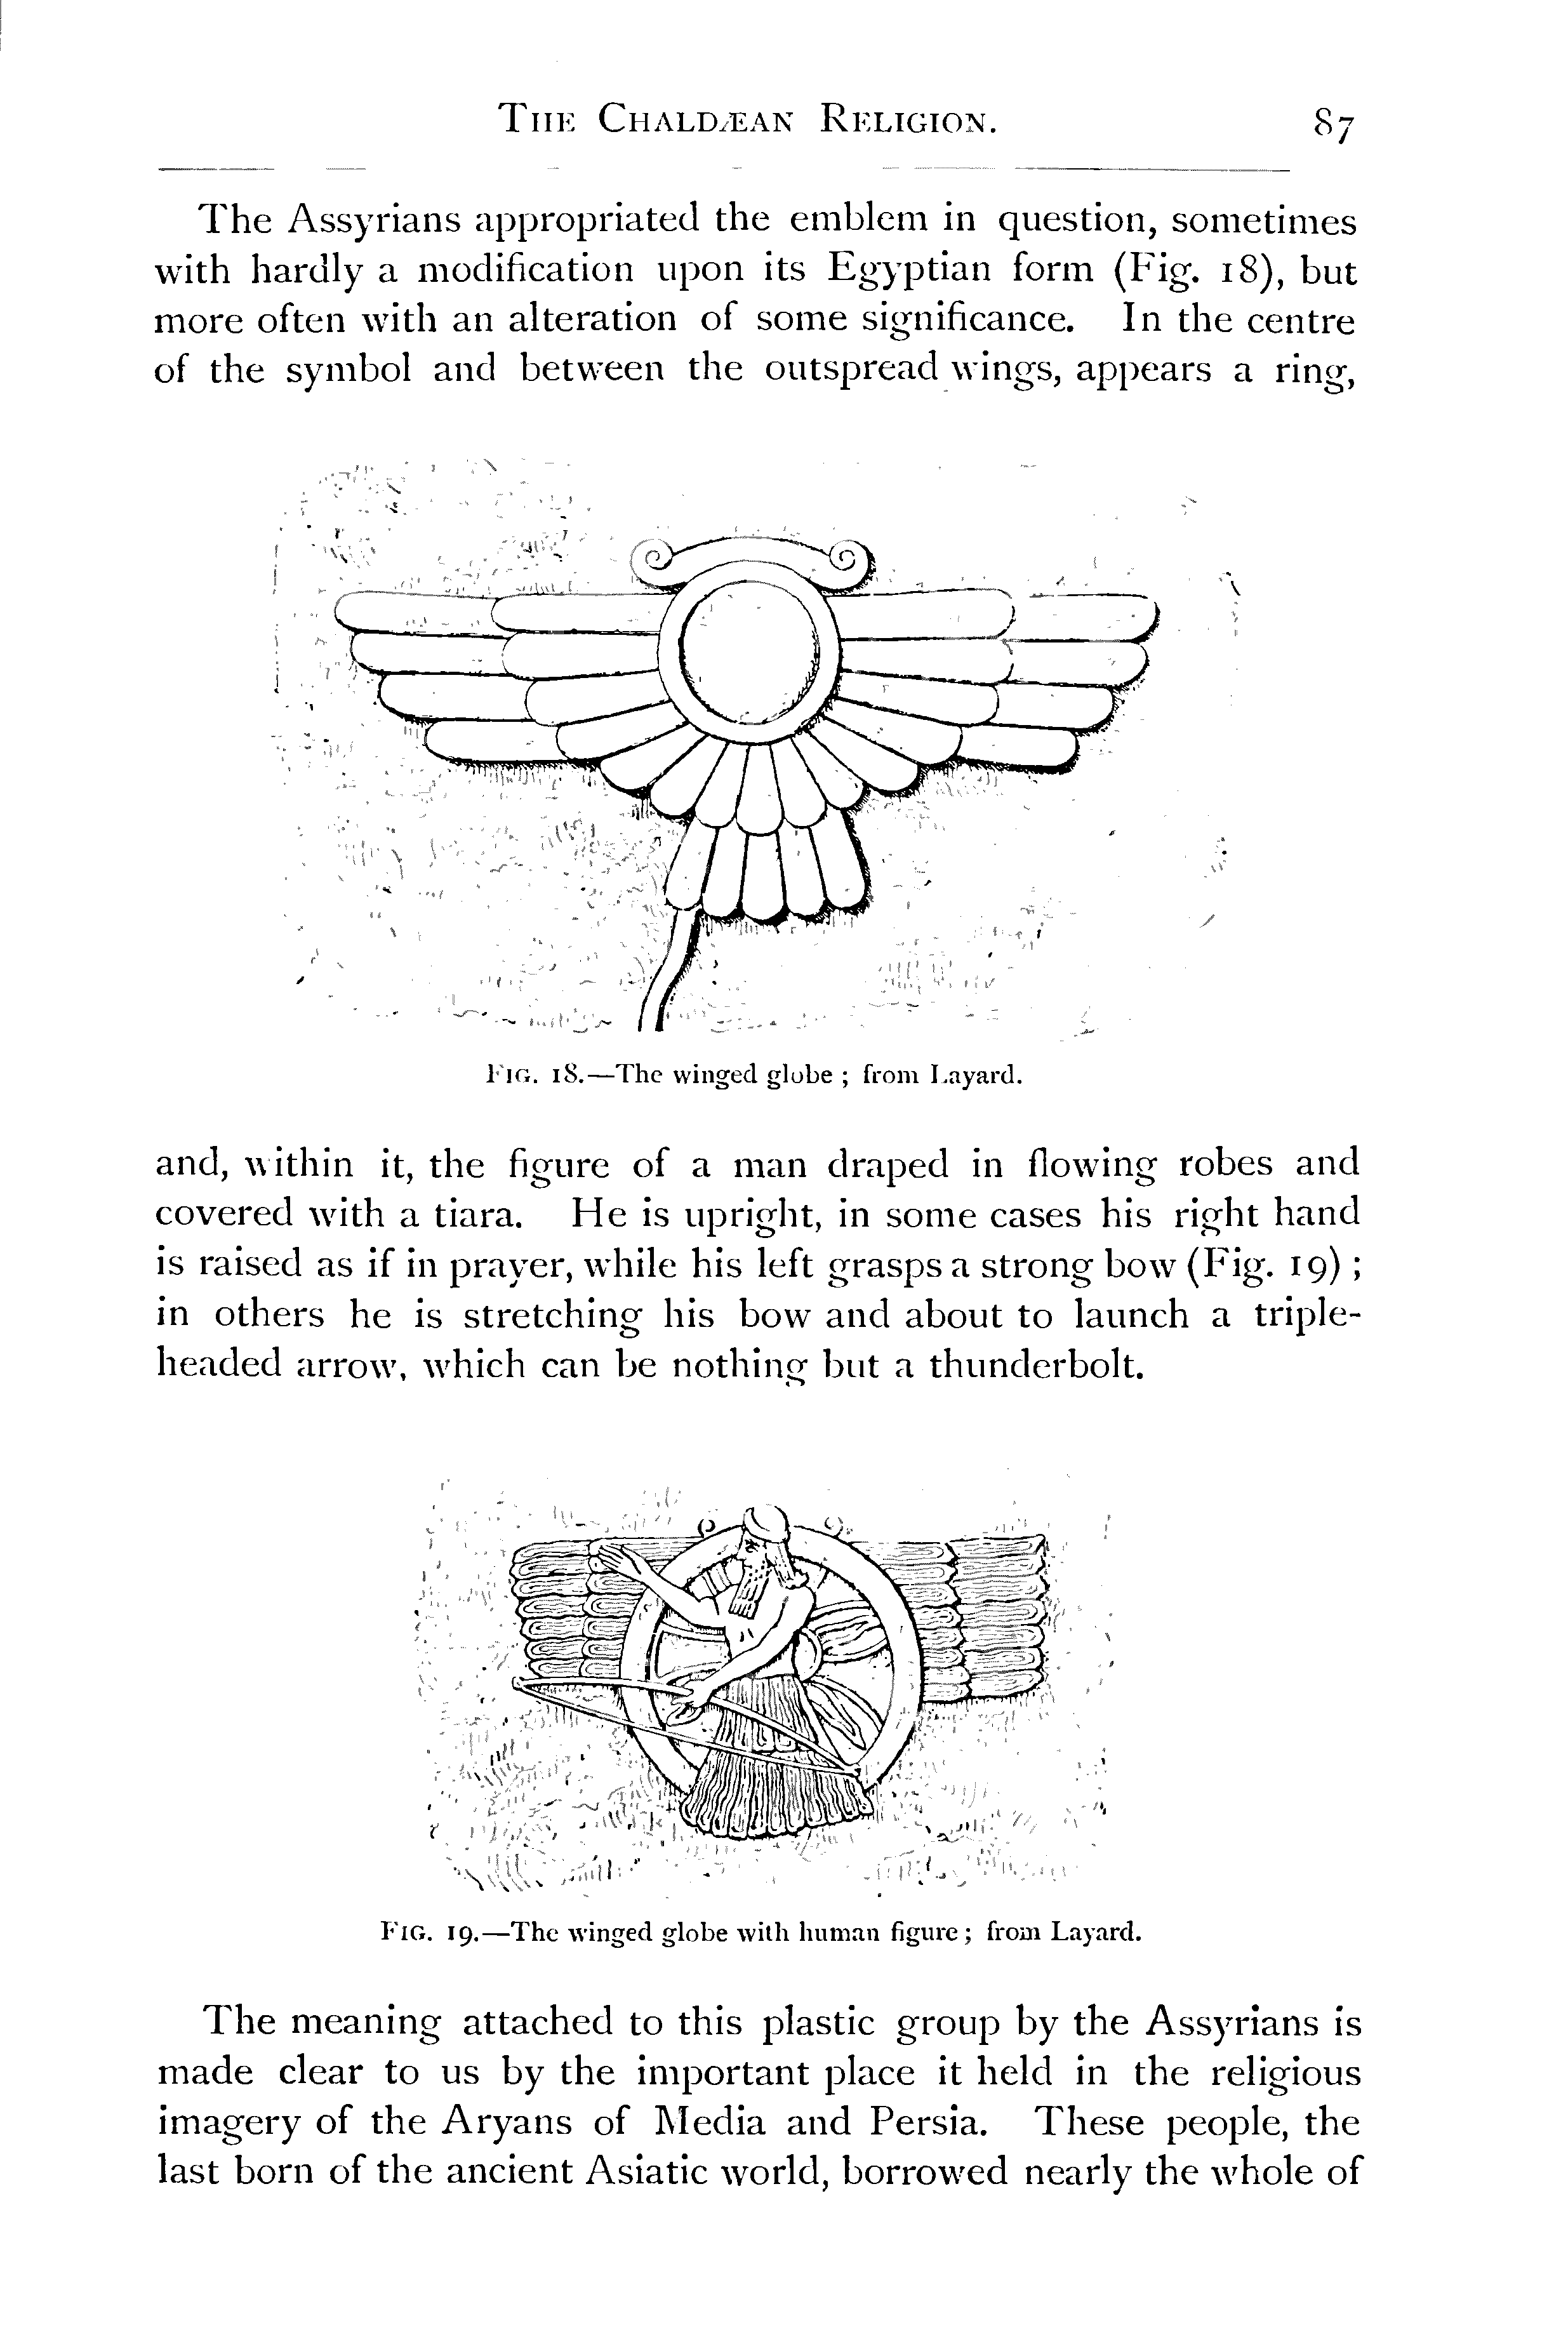 THE CHALDÆAN RELIGION. 87
The Assyrians appropriated the emblem in question, sometimes
with hardly a modification upon its Egyptian form (Fig. 18), but
more often with an alteration of some significance. In the centre
of the symbol and between the outspread wings, appears a ring,
FIG. 18.—The winged globe ; from Layard.
and, within it, the figure of a man draped in flowing robes and
covered with a tiara. He is upright, in some cases his right hand
is raised as if in prayer, while his left grasps a strong bow (Fig. 19) ;
in others he is stretching his bow and about to launch a triple-
headed arrow, which can be nothing but a thunderbolt.
FIG. 19.—The winged globe with human figure ; from Layard.
The meaning attached to this plastic group by the Assyrians is
made clear to us by the important place it held in the religious
imagery of the Aryans of Media and Persia. These people, the
last born of the ancient Asiatic world, borrowed nearly the whole of